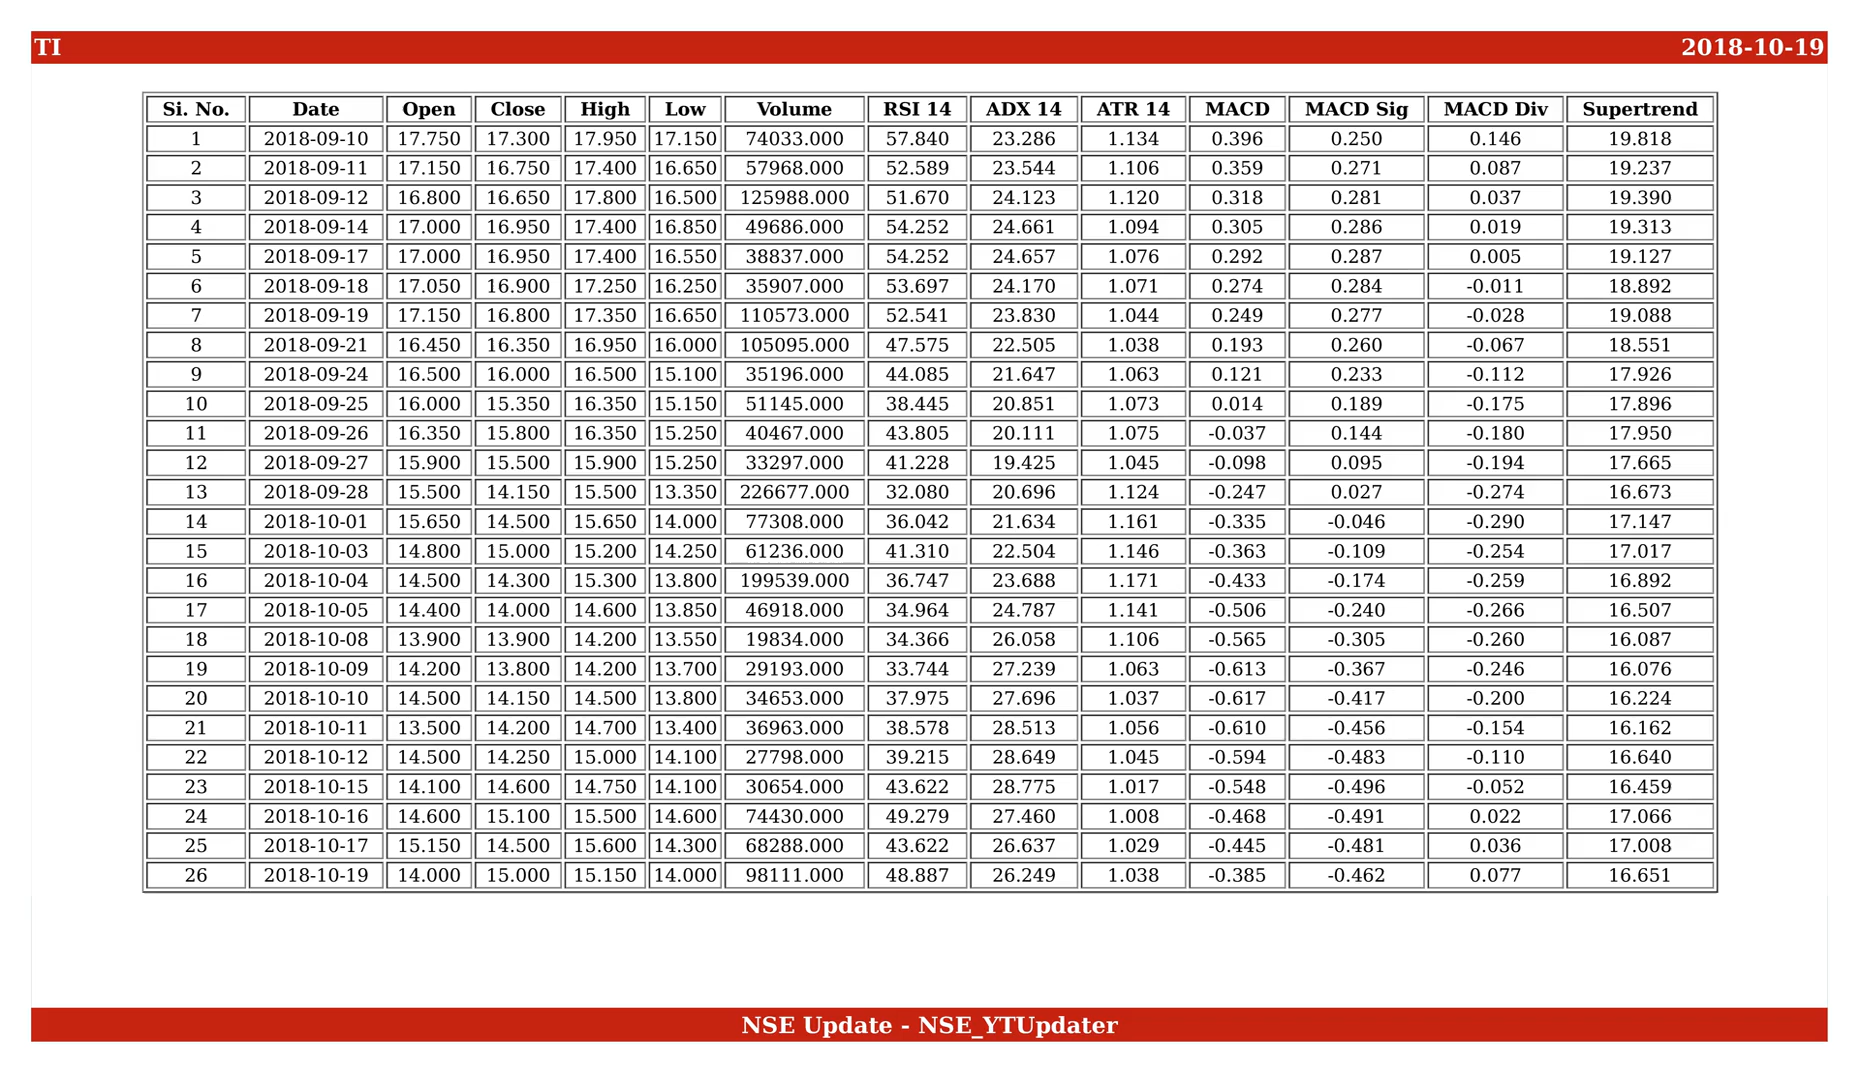 TI 2018-10-19
Si. No. Date Open Close High Low Volume RSI 14 ADX 14 ATR 14 MACD MACD Sig MACD Div Supertrend
1 2018-09-10 17.750 17.300 17.950 17.150 74033.000 57.840 23.286 1.134 0.396 0.250 0.146 19.818
2 2018-09-11 17.150 16.750 17.400 16.650 57968.000 52.589 23.544 1.106 0.359 0.271 0.087 19.237
3 2018-09-12 16.800 16.650 17.800 16.500 125988.000 51.670 24.123 1.120 0.318 0.281 0.037 19.390
4 2018-09-14 17.000 16.950 17.400 16.850 49686.000 54.252 24.661 1.094 0.305 0.286 0.019 19.313
5 2018-09-17 17.000 16.950 17.400 16.550 38837.000 54.252 24.657 1.076 0.292 0.287 0.005 19.127
6 2018-09-18 17.050 16.900 17.250 16.250 35907.000 53.697 24.170 1.071 0.274 0.284 -0.011 18.892
7 2018-09-19 17.150 16.800 17.350 16.650 110573.000 52.541 23.830 1.044 0.249 0.277 -0.028 19.088
8 2018-09-21 16.450 16.350 16.950 16.000 105095.000 47.575 22.505 1.038 0.193 0.260 -0.067 18.551
9 2018-09-24 16.500 16.000 16.500 15.100 35196.000 44.085 21.647 1.063 0.121 0.233 -0.112 17.926
10 2018-09-25 16.000 15.350 16.350 15.150 51145.000 38.445 20.851 1.073 0.014 0.189 -0.175 17.896
11 2018-09-26 16.350 15.800 16.350 15.250 40467.000 43.805 20.111 1.075 -0.037 0.144 -0.180 17.950
12 2018-09-27 15.900 15.500 15.900 15.250 33297.000 41.228 19.425 1.045 -0.098 0.095 -0.194 17.665
13 2018-09-28 15.500 14.150 15.500 13.350 226677.000 32.080 20.696 1.124 -0.247 0.027 -0.274 16.673
14 2018-10-01 15.650 14.500 15.650 14.000 77308.000 36.042 21.634 1.161 -0.335 -0.046 -0.290 17.147
15 2018-10-03 14.800 15.000 15.200 14.250 61236.000 41.310 22.504 1.146 -0.363 -0.109 -0.254 17.017
16 2018-10-04 14.500 14.300 15.300 13.800 199539.000 36.747 23.688 1.171 -0.433 -0.174 -0.259 16.892
17 2018-10-05 14.400 14.000 14.600 13.850 46918.000 34.964 24.787 1.141 -0.506 -0.240 -0.266 16.507
18 2018-10-08 13.900 13.900 14.200 13.550 19834.000 34.366 26.058 1.106 -0.565 -0.305 -0.260 16.087
19 2018-10-09 14.200 13.800 14.200 13.700 29193.000 33.744 27.239 1.063 -0.613 -0.367 -0.246 16.076
20 2018-10-10 14.500 14.150 14.500 13.800 34653.000 37.975 27.696 1.037 -0.617 -0.417 -0.200 16.224
21 2018-10-11 13.500 14.200 14.700 13.400 36963.000 38.578 28.513 1.056 -0.610 -0.456 -0.154 16.162
22 2018-10-12 14.500 14.250 15.000 14.100 27798.000 39.215 28.649 1.045 -0.594 -0.483 -0.110 16.640
23 2018-10-15 14.100 14.600 14.750 14.100 30654.000 43.622 28.775 1.017 -0.548 -0.496 -0.052 16.459
24 2018-10-16 14.600 15.100 15.500 14.600 74430.000 49.279 27.460 1.008 -0.468 -0.491 0.022 17.066
25 2018-10-17 15.150 14.500 15.600 14.300 68288.000 43.622 26.637 1.029 -0.445 -0.481 0.036 17.008
26 2018-10-19 14.000 15.000 15.150 14.000 98111.000 48.887 26.249 1.038 -0.385 -0.462 0.077 16.651
NSE Update - NSE_YTUpdater